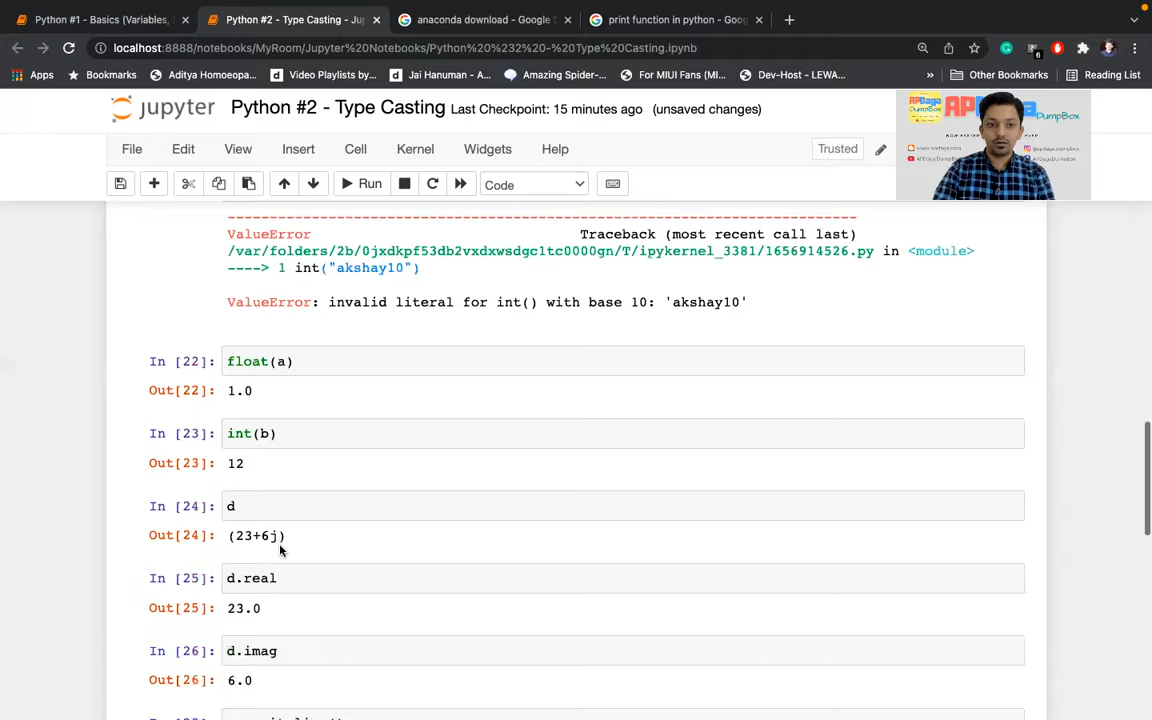 Python #1 - Basics (Variables,
Python #2 - Type Casting - Ju
anaconda download - Google S
print function in python - Goog
localhost:8888/notebooks/MyRoom/Jupyter%20Notebooks/Python%20%232%20-%20Type%20Casting.ipynb
6
Apps
Bookmarks
Aditya Homoeopa...
Video Playlists by...
Jai Hanuman - A...
Amazing Spider-...
For MIUI Fans (MI...
Dev-Host - LEWA...
»
Other Bookmarks
Reading List
jupyter
Python #2 - Type Casting
Last Checkpoint: 15 minutes ago
(unsaved changes)
File
Edit
View
Insert
Cell
Kernel
Widgets
Help
Trusted
Run
Code
APDaga
DumpBox
---------------------------------------------------------------------------
ValueError                                Traceback (most recent call last)
/var/folders/2b/0jxdkpf53db2vxdxwsdgc1tc0000gn/T/ipykernel_3381/1656914526.py in <module>
----> 1 int("akshay10")
ValueError: invalid literal for int() with base 10: 'akshay10'
In [22]: float(a)
Out[22]: 1.0
In [23]: int(b)
Out[23]: 12
In [24]: d
Out[24]: (23+6j)
In [25]: d.real
Out[25]: 23.0
In [26]: d.imag
Out[26]: 6.0